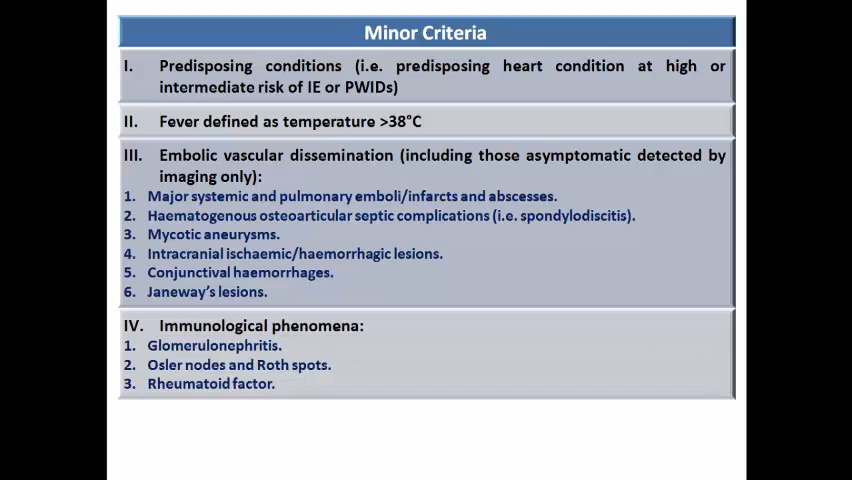 Minor Criteria
I. Predisposing conditions (i.e. predisposing heart condition at high or
intermediate risk of IE or PWIDs)
II. Fever defined as temperature >38°C
III. Embolic vascular dissemination (including those asymptomatic detected by
imaging only):
1. Major systemic and pulmonary emboli/infarcts and abscesses.
2. Haematogenous osteoarticular septic complications (i.e. spondylodiscitis).
3. Mycotic aneurysms.
4. Intracranial ischaemic/haemorrhagic lesions.
5. Conjunctival haemorrhages.
6. Janeway's lesions.
IV. Immunological phenomena:
1. Glomerulonephritis.
2. Osler nodes and Roth spots.
3. Rheumatoid factor.